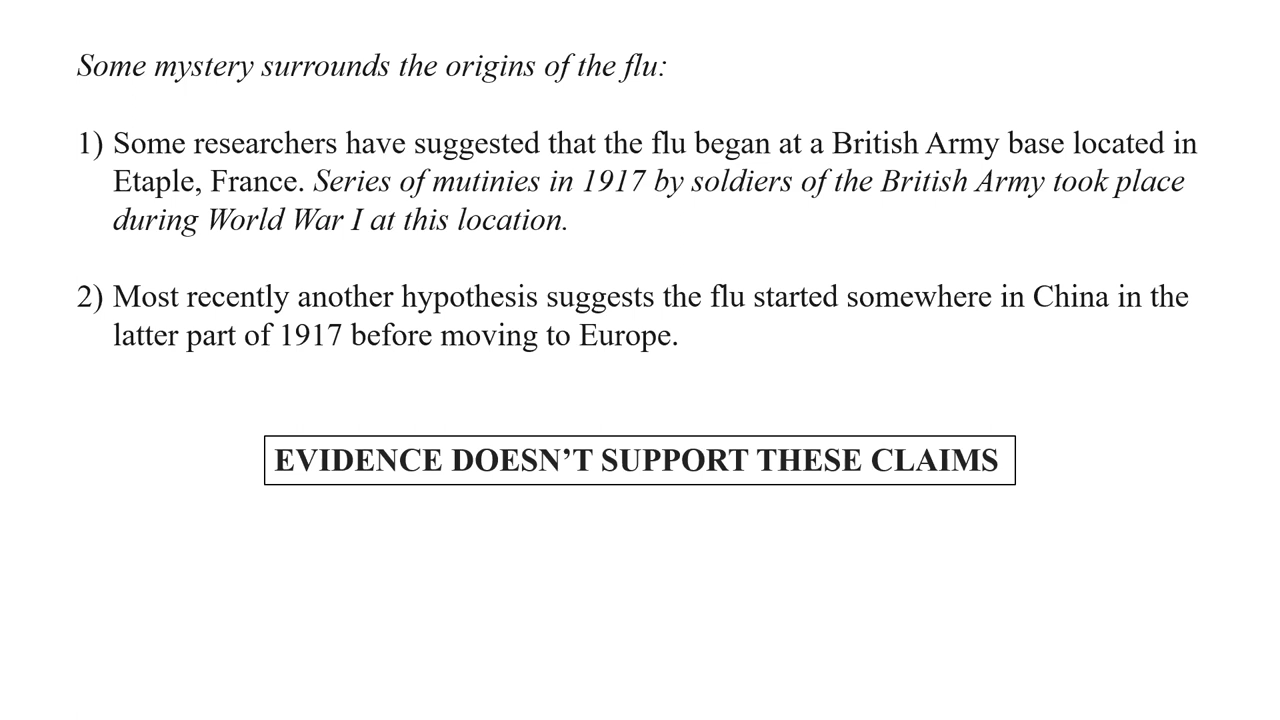 Some mystery surrounds the origins of the flu:
1) Some researchers have suggested that the flu began at a British Army base located in
Etaple, France. Series of mutinies in 1917 by soldiers of the British Army took place
during World War I at this location.
2) Most recently another hypothesis suggests the flu started somewhere in China in the
latter part of 1917 before moving to Europe.
EVIDENCE DOESN’T SUPPORT THESE CLAIMS